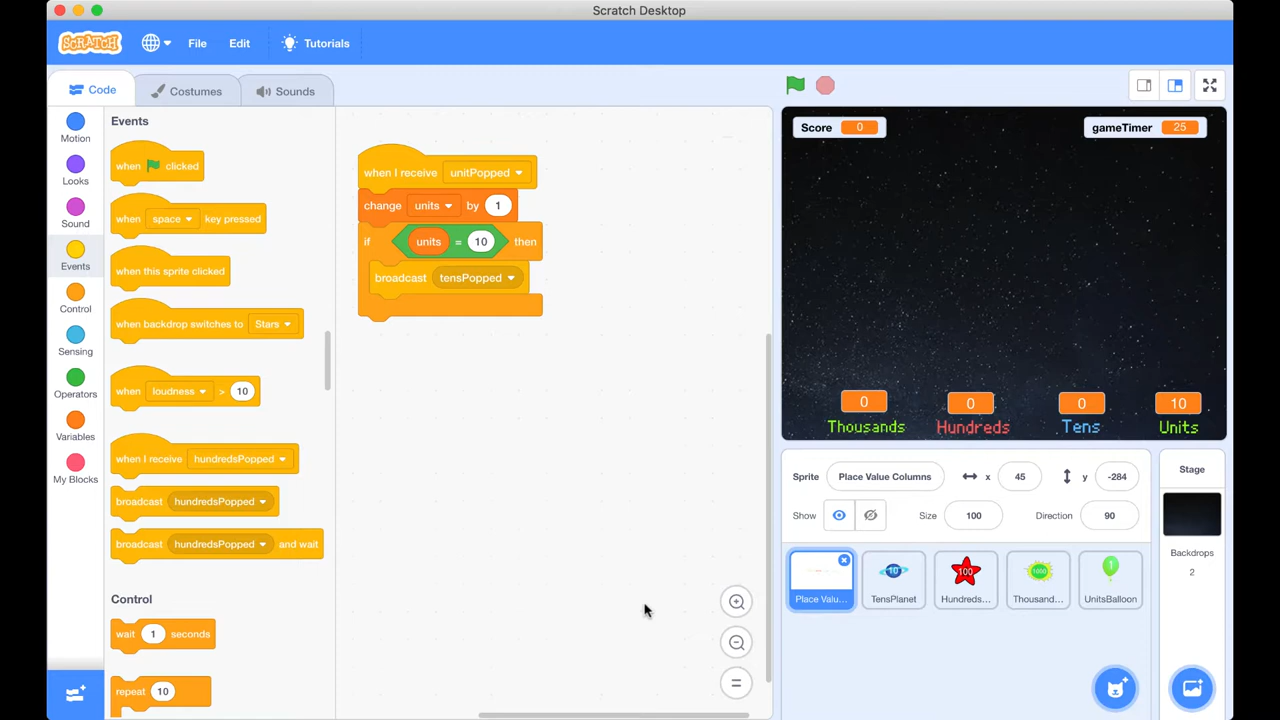 Scratch Desktop
SCRATCH
File
Edit
Tutorials
Code
Costumes
Sounds
Motion
Looks
Sound
Events
Control
Sensing
Operators
Variables
My Blocks
Events
when clicked
when space key pressed
when this sprite clicked
when backdrop switches to Stars
when loudness > 10
when I receive hundredsPopped
broadcast hundredsPopped
broadcast hundredsPopped and wait
Control
wait 1 seconds
repeat 10
when I receive unitPopped
change units by 1
if units = 10 then
broadcast tensPopped
Score 0
gameTimer 25
0 0 0 10
Thousands Hundreds Tens Units
Sprite Place Value Columns x 45 y -284
Show Size 100 Direction 90
10
100
1000
1
Place Valu...
TensPlanet
Hundreds...
Thousand...
UnitsBalloon
Stage
Backdrops
2